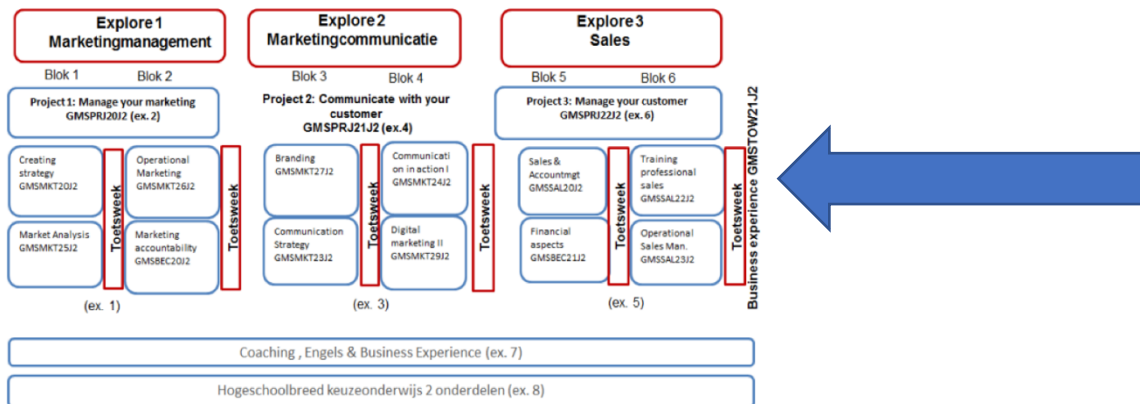 Explore 1
Marketingmanagement
Explore 2
Marketingcommunicatie
Explore 3
Sales
Blok 1
Blok 2
Blok 3
Blok 4
Blok 5
Blok 6
Project 1: Manage your marketing
GMSPRJ20J2 (ex. 2)
Project 2: Communicate with your
customer
GMSPRJ21J2 (ex.4)
Project 3: Manage your customer
GMSPRJ22J2 (ex. 6)
Creating
strategy
GMSMKT20J2
Market Analysis
GMSMKT25J2
Toetsweek
Operational
Marketing
GMSMKT26J2
Marketing
accountability
GMSBEC20J2
Toetsweek
Branding
GMSMKT27J2
Communication
Strategy
GMSMKT23J2
Toetsweek
Communicati
on in action I
GMSMKT24J2
Digital
marketing II
GMSMKT29J2
Toetsweek
Sales &
Accountmgt
GMSSAL20J2
Financial
aspects
GMSBEC21J2
Toetsweek
Training
professional
sales
GMSSAL22J2
Operational
Sales Man.
GMSSAL23J2
Toetsweek
Business experience GMSTOW21J2
(ex. 1)
(ex. 3)
(ex. 5)
Coaching , Engels & Business Experience (ex. 7)
Hogeschoolbreed keuzeonderwijs 2 onderdelen (ex. 8)